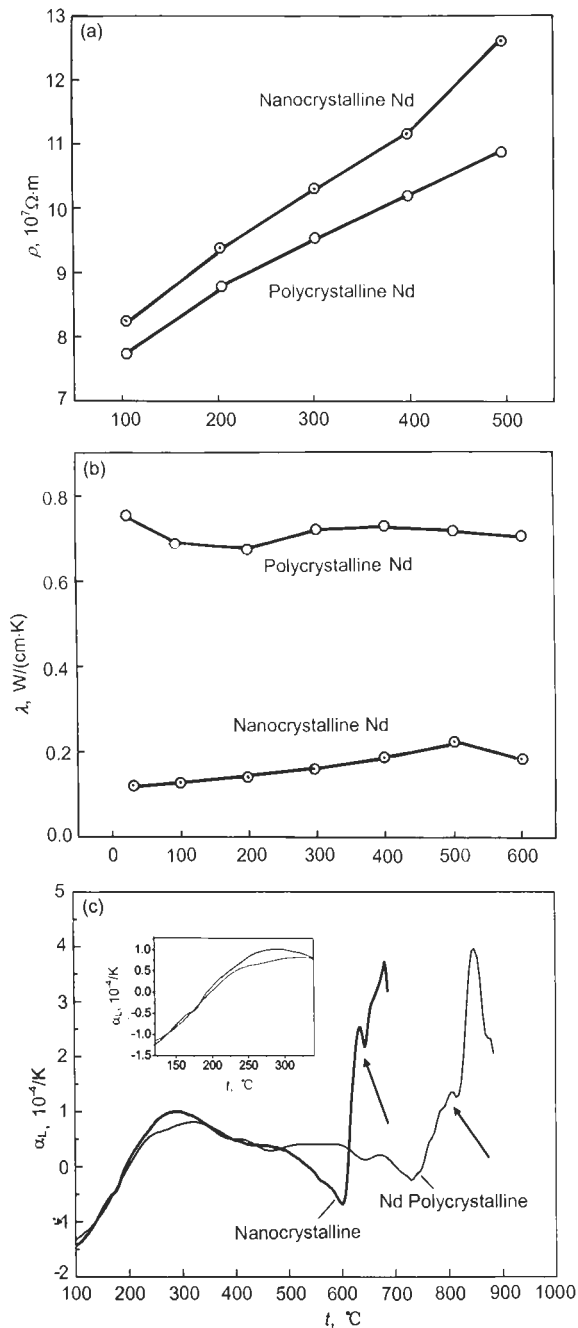 (a)
13
12
11
10
9
8
7
ρ, 10⁷Ω·m
Nanocrystalline Nd
Polycrystalline Nd
100 200 300 400 500
(b)
0.8
0.6
0.4
0.2
0.0
λ, W/(cm·K)
Polycrystalline Nd
Nanocrystalline Nd
0 100 200 300 400 500 600
(c)
5
4
3
2
1
0
-1
-2
α_L, 10⁻⁴/K
1.0
0.5
0.0
-0.5
-1.0
-1.5
α_L, 10⁻⁴/K
150 200 250 300
t, ℃
Nd Polycrystalline
Nanocrystalline
100 200 300 400 500 600 700 800 900 1000
t, ℃